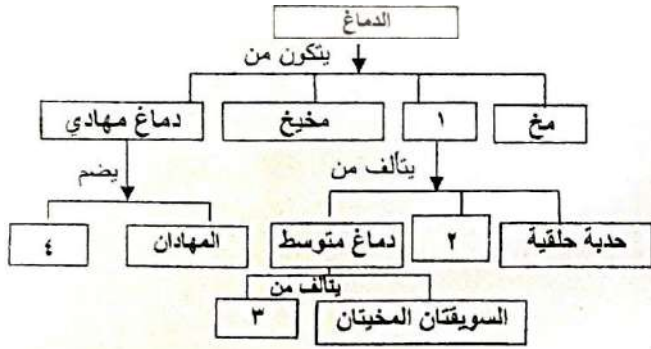 الدماغ
يتكون من
مخ
١
مخيخ
دماغ مهادي
يتألف من
يضم
حدبة حلقية
٢
دماغ متوسط
المهادان
٤
يتألف من
السويقتان المخيتان
٣